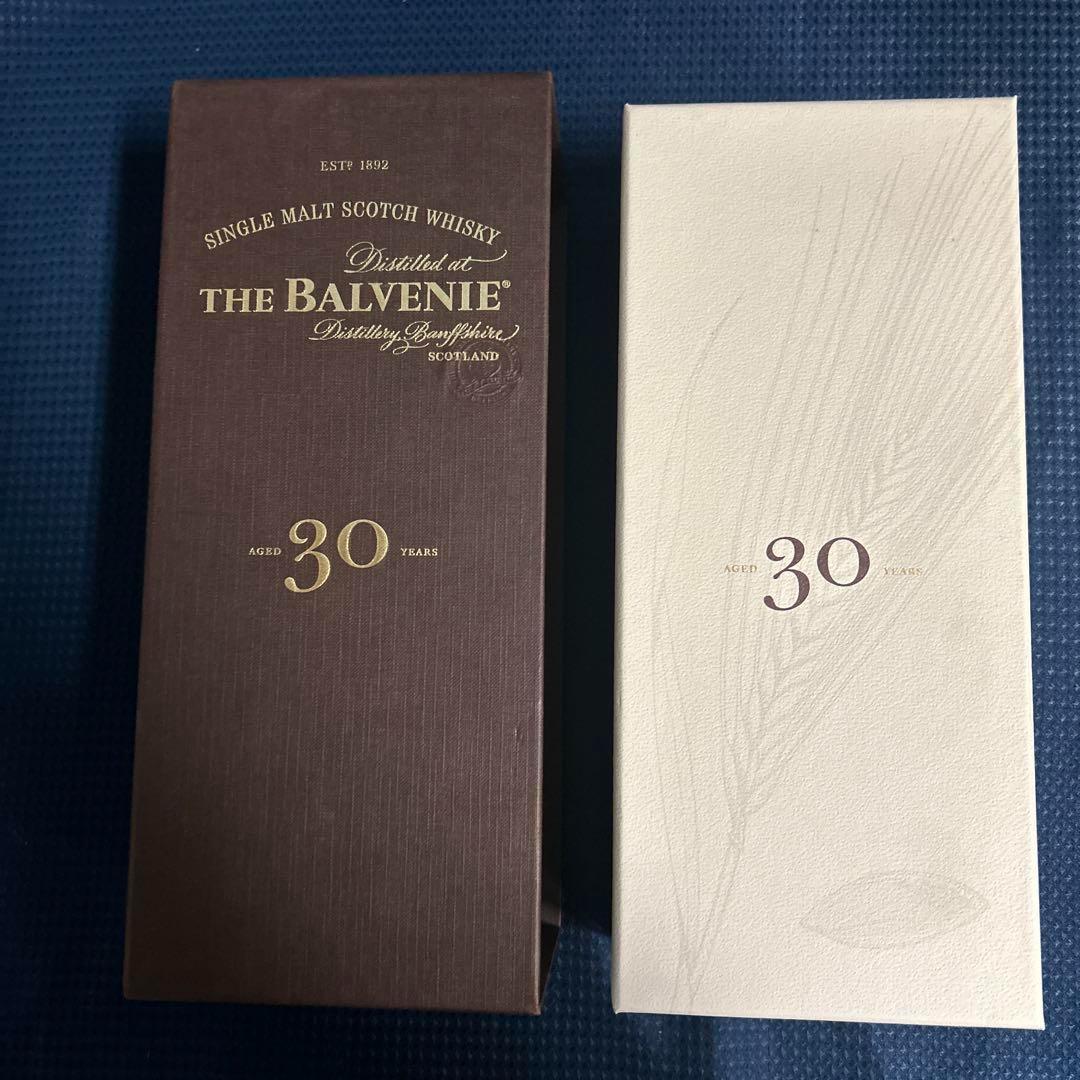 ESTD 1892
SINGLE MALT SCOTCH WHISKY
Distilled at
THE BALVENIE®
Distillery, Banffshire
SCOTLAND
AGED 30 YEARS
AGED 30 YEARS